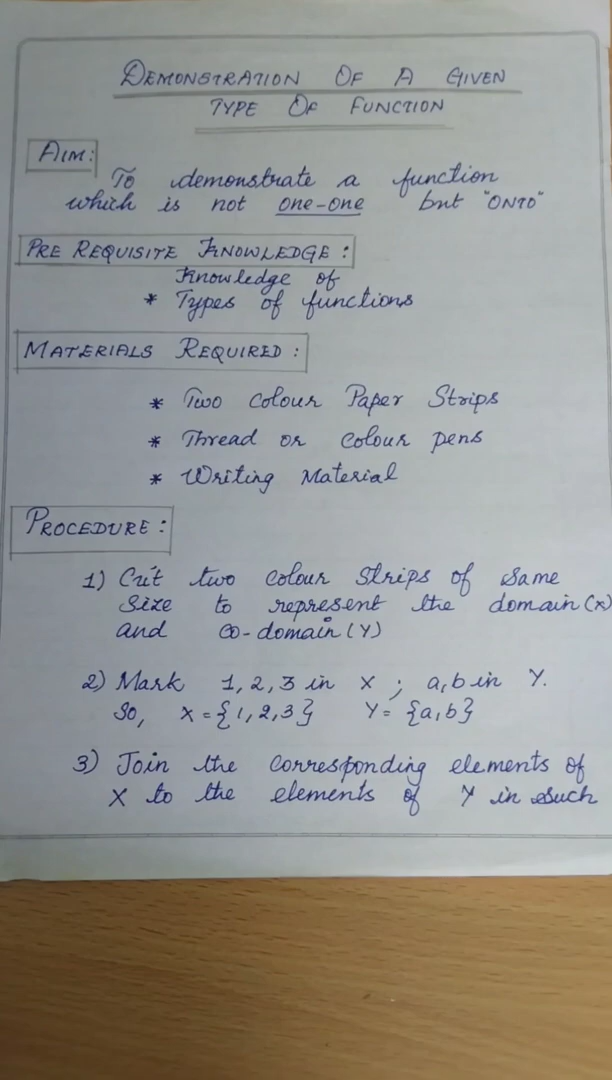 DEMONSTRATION OF A GIVEN
TYPE OF FUNCTION
AIM:
To demonstrate a function
which is not one-one but "ONTO"
PRE REQUISITE KNOWLEDGE:
Knowledge of
* Types of functions
MATERIALS REQUIRED:
* Two Colour Paper Strips
* Thread or Colour pens
* Writing Material
PROCEDURE:
1) Cut two colour strips of same
size to represent the domain (X)
and co-domain (Y)
2) Mark 1, 2, 3 in X ; a, b in Y.
So, X = {1, 2, 3} Y = {a, b}
3) Join the corresponding elements of
X to the elements of Y in such